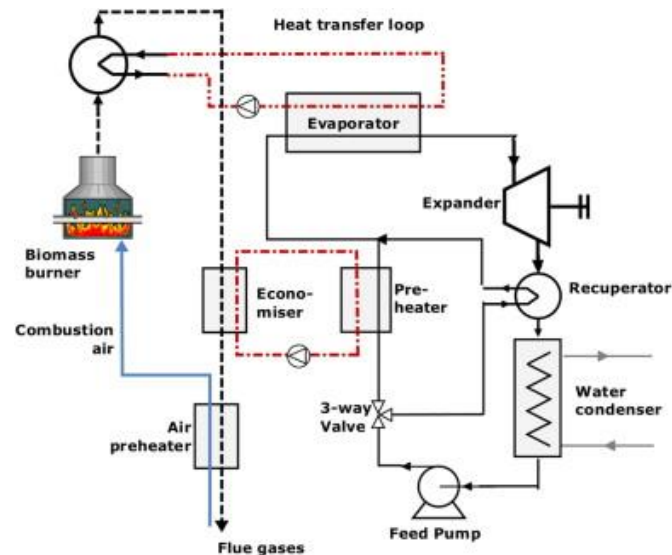 Heat transfer loop
Evaporator
Expander
Biomass
burner
Econo-
miser
Pre-
heater
Recuperator
Combustion
air
3-way
Valve
Water
condenser
Air
preheater
Feed Pump
Flue gases